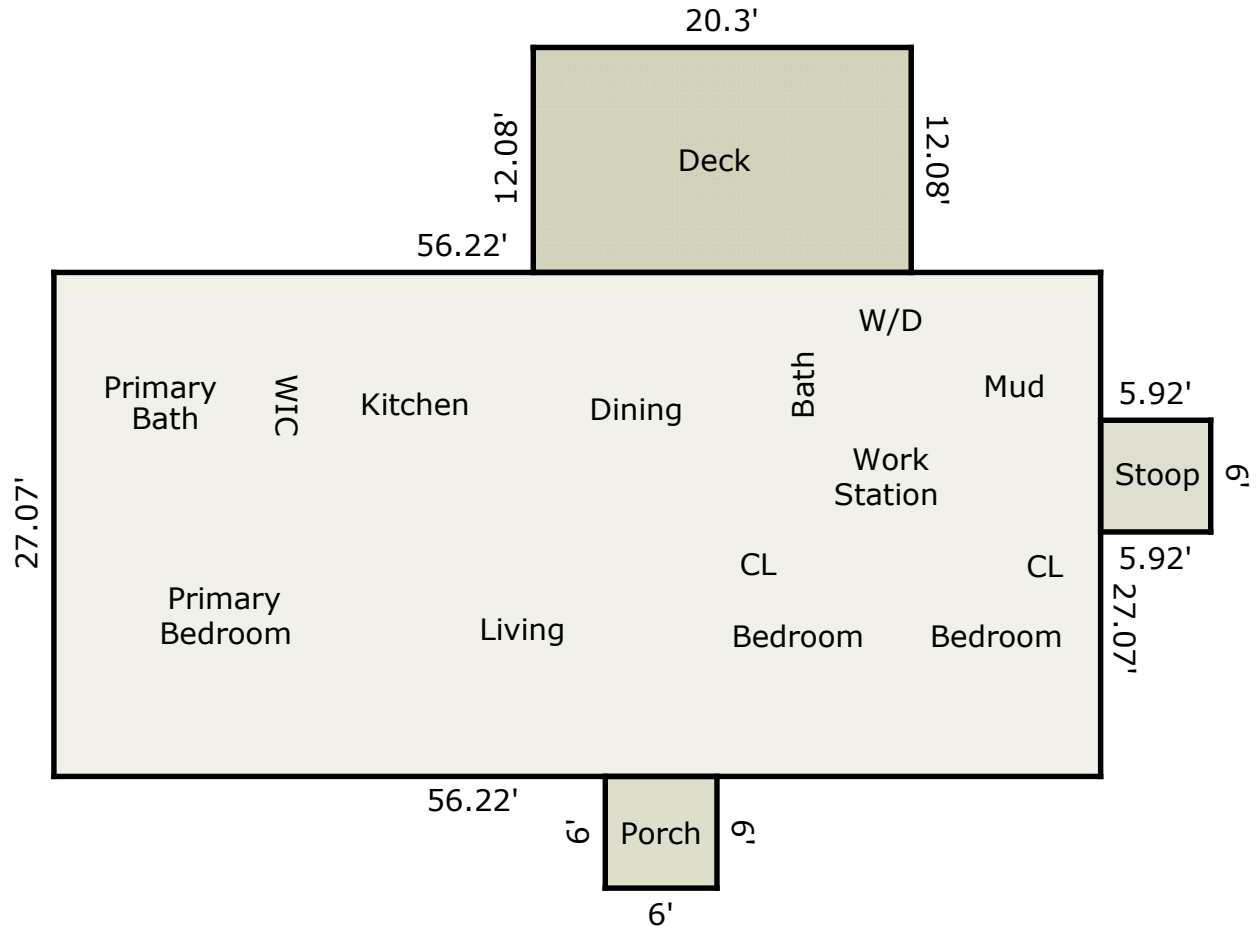 20.3'
12.08'
Deck
12.08'
56.22'
W/D
Primary
Bath
WIC
Kitchen
Dining
Bath
Mud
5.92'
Work
Station
Stoop
6'
27.07'
5.92'
CL
CL
27.07'
Primary
Bedroom
Living
Bedroom
Bedroom
56.22'
6'
Porch
6'
6'